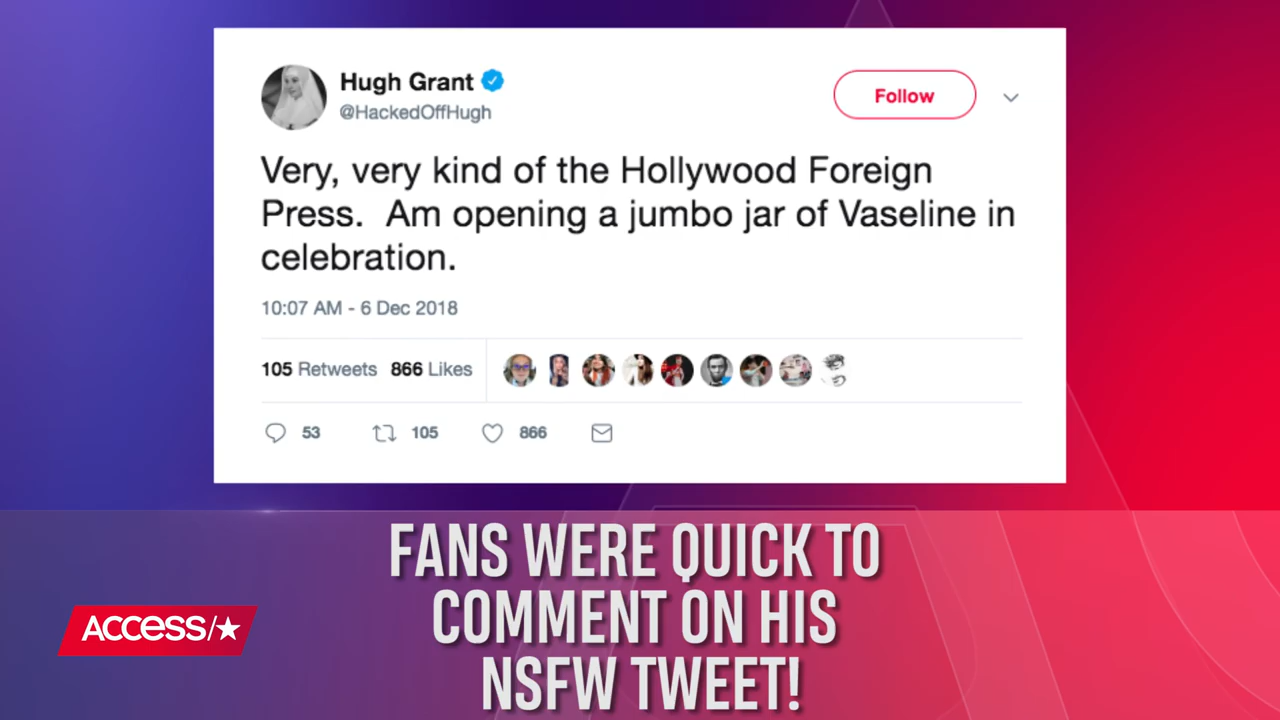 Hugh Grant
Follow
@HackedOffHugh
Very, very kind of the Hollywood Foreign
Press.  Am opening a jumbo jar of Vaseline in
celebration.
10:07 AM - 6 Dec 2018
105 Retweets 866 Likes
53 105 866
FANS WERE QUICK TO
COMMENT ON HIS
NSFW TWEET!
ACCESS/★